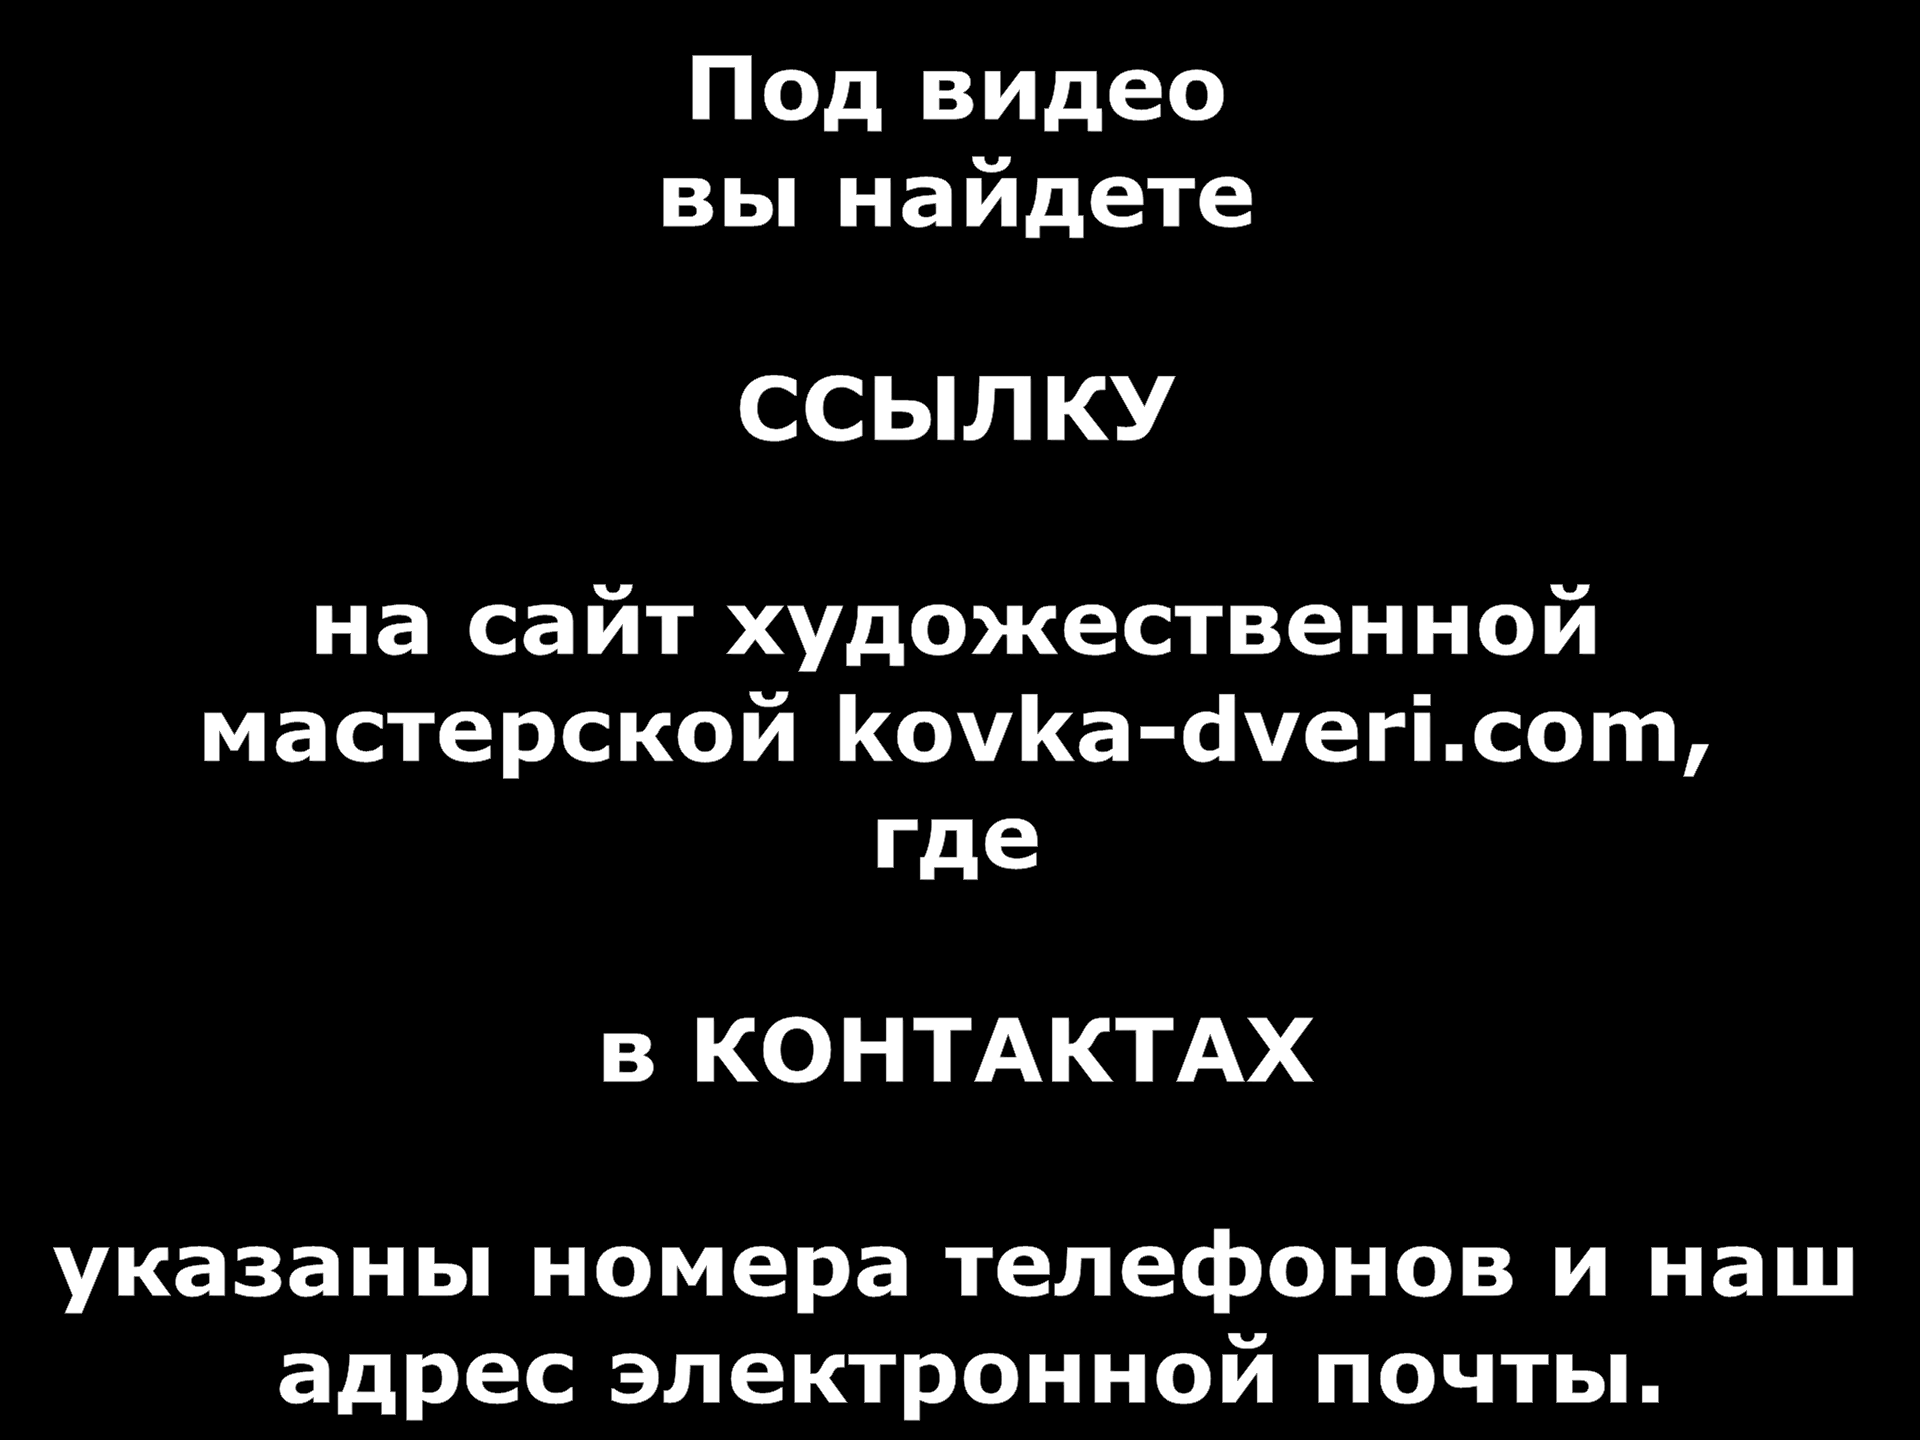 Под видео
вы найдете
ССЫЛКУ
на сайт художественной
мастерской kovka-dveri.com,
где
в КОНТАКТАХ
указаны номера телефонов и наш
адрес электронной почты.